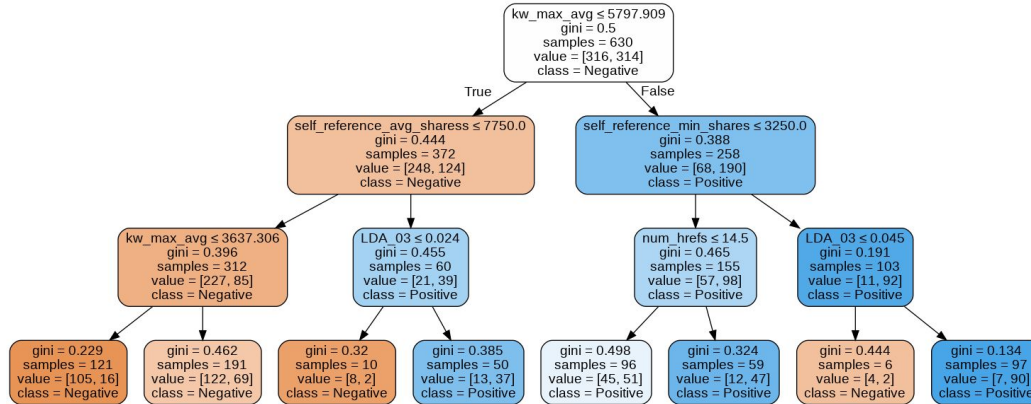 kw_max_avg ≤ 5797.909
gini = 0.5
samples = 630
value = [316, 314]
class = Negative
True
False
self_reference_avg_sharess ≤ 7750.0
gini = 0.444
samples = 372
value = [248, 124]
class = Negative
self_reference_min_shares ≤ 3250.0
gini = 0.388
samples = 258
value = [68, 190]
class = Positive
kw_max_avg ≤ 3637.306
gini = 0.396
samples = 312
value = [227, 85]
class = Negative
LDA_03 ≤ 0.024
gini = 0.455
samples = 60
value = [21, 39]
class = Positive
num_hrefs ≤ 14.5
gini = 0.465
samples = 155
value = [57, 98]
class = Positive
LDA_03 ≤ 0.045
gini = 0.191
samples = 103
value = [11, 92]
class = Positive
gini = 0.229
samples = 121
value = [105, 16]
class = Negative
gini = 0.462
samples = 191
value = [122, 69]
class = Negative
gini = 0.32
samples = 10
value = [8, 2]
class = Negative
gini = 0.385
samples = 50
value = [13, 37]
class = Positive
gini = 0.498
samples = 96
value = [45, 51]
class = Positive
gini = 0.324
samples = 59
value = [12, 47]
class = Positive
gini = 0.444
samples = 6
value = [4, 2]
class = Negative
gini = 0.134
samples = 97
value = [7, 90]
class = Positive